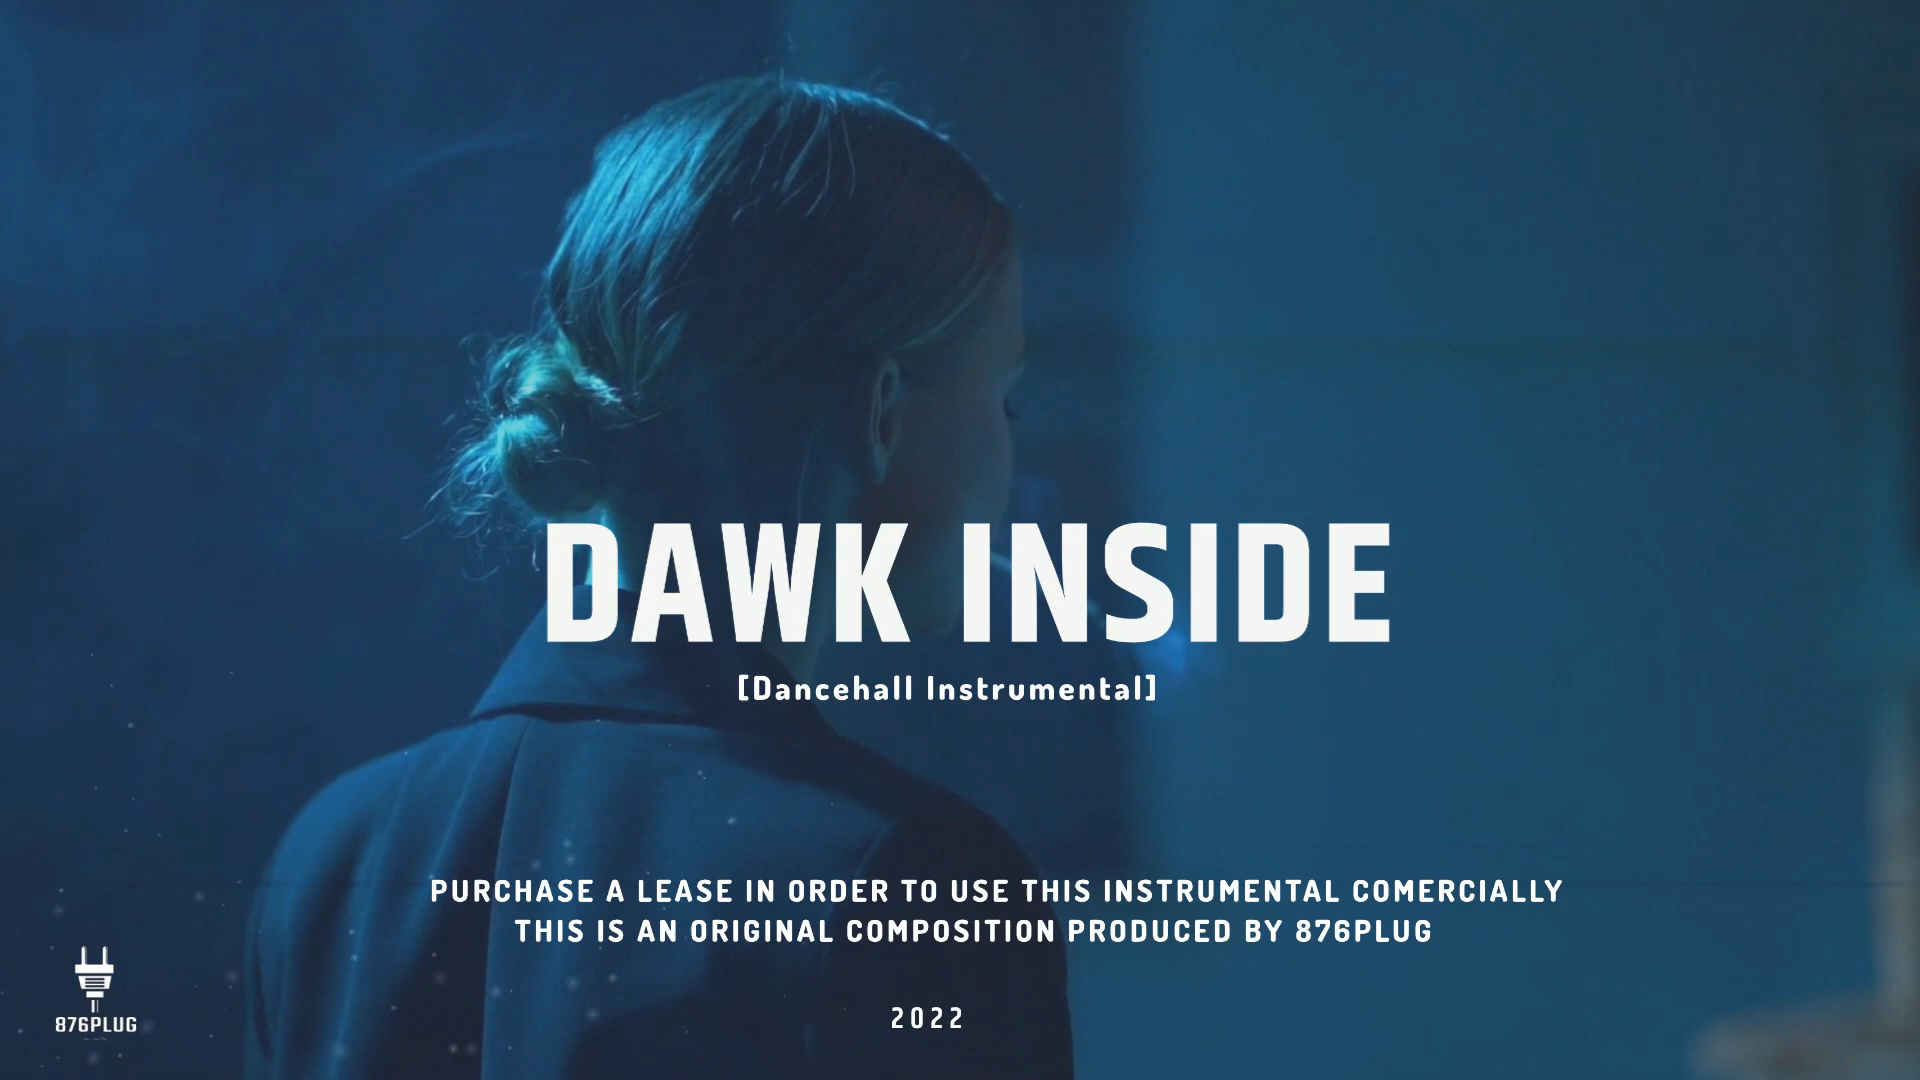 DAWK INSIDE
[Dancehall Instrumental]
PURCHASE A LEASE IN ORDER TO USE THIS INSTRUMENTAL COMERCIALLY
THIS IS AN ORIGINAL COMPOSITION PRODUCED BY 876PLUG
876PLUG
2022